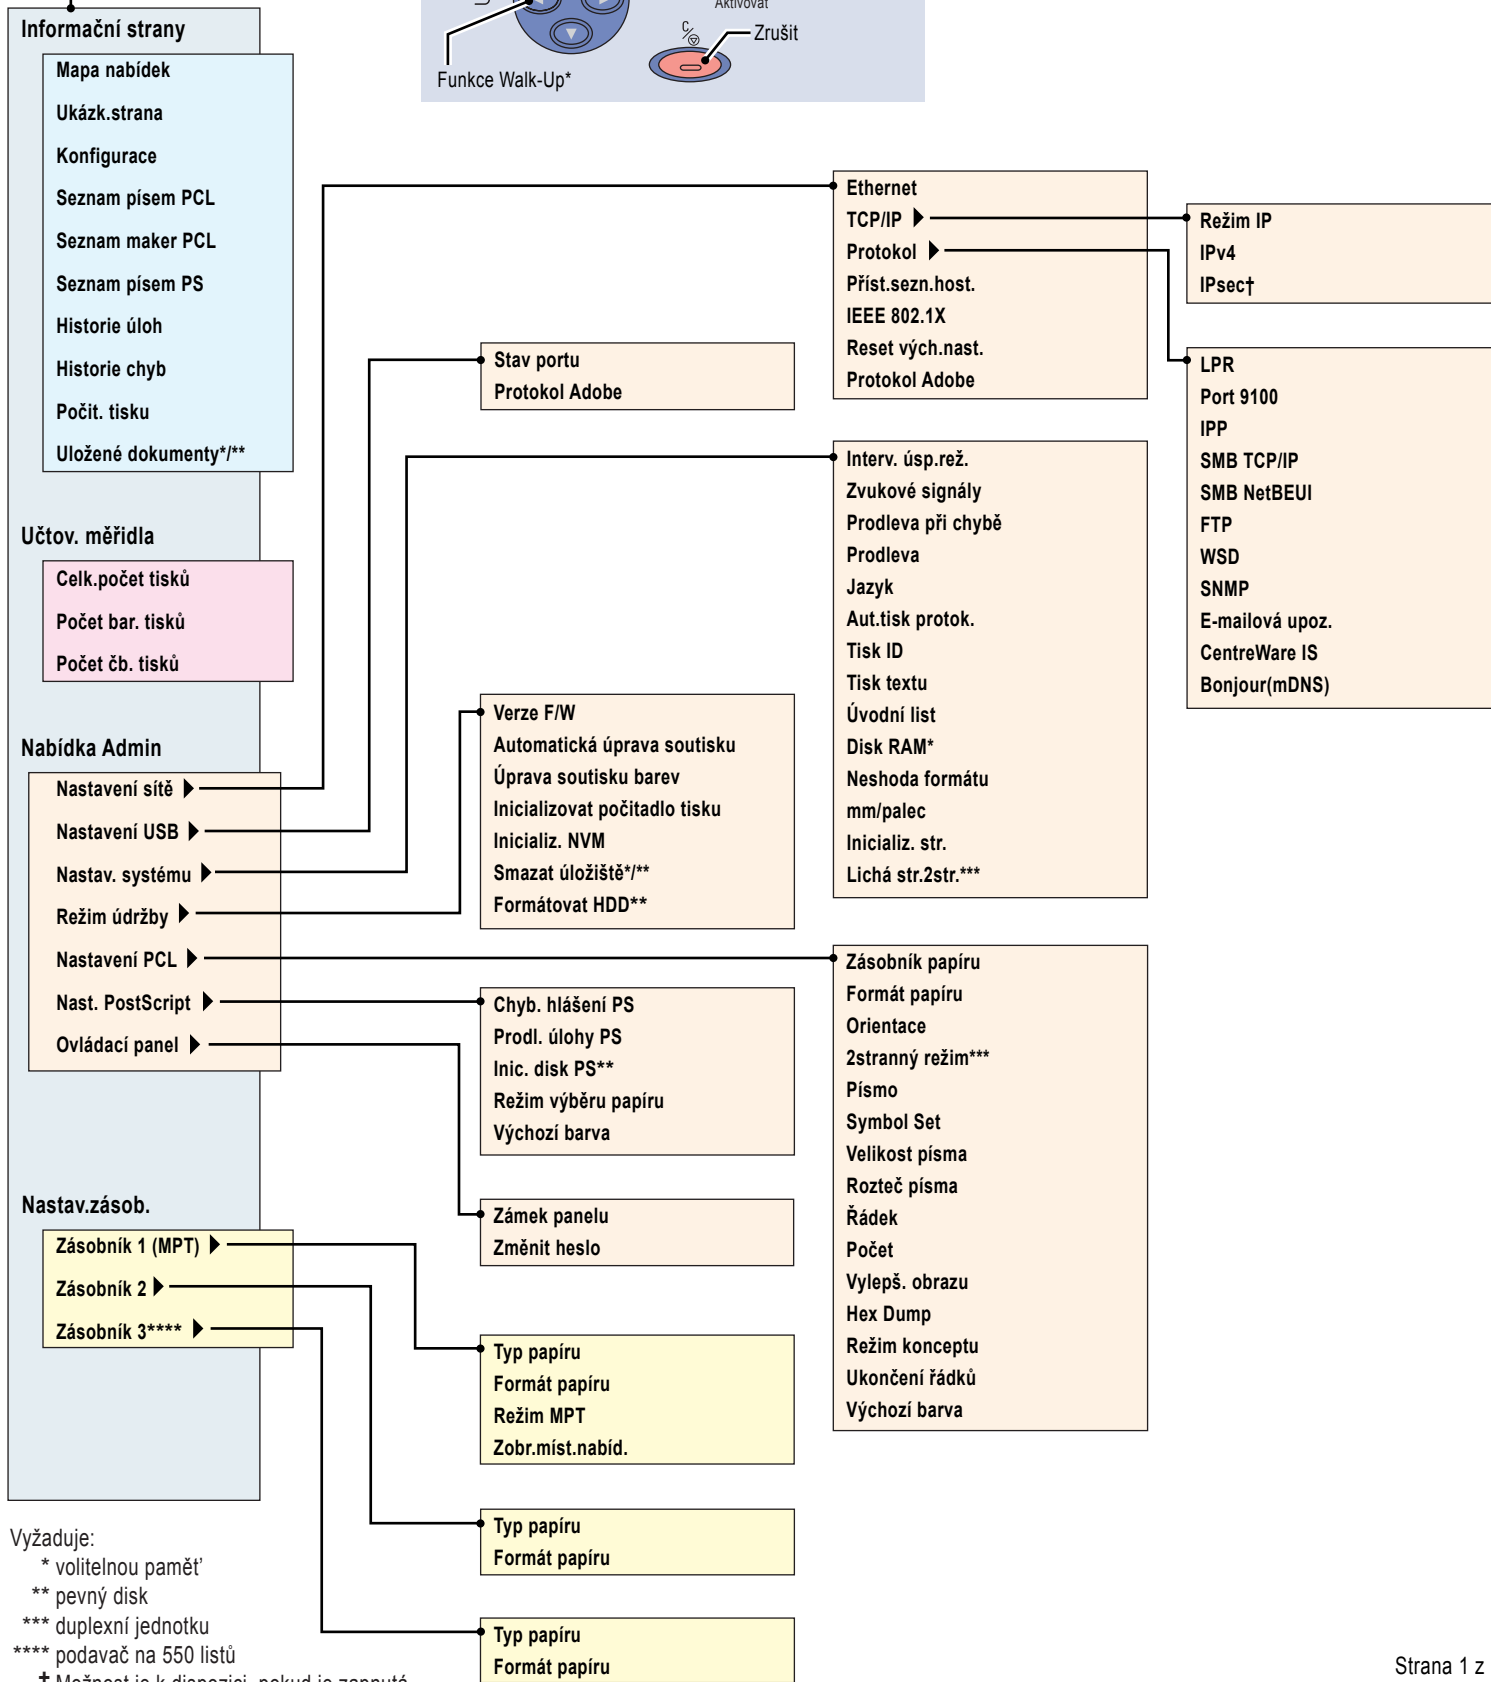 Aktivovat
C
Zrušit
Funkce Walk-Up*
Informační strany
Mapa nabídek
Ukázk.strana
Konfigurace
Seznam písem PCL
Seznam maker PCL
Seznam písem PS
Historie úloh
Historie chyb
Počit. tisku
Uložené dokumenty*/**
Učtov. měřidla
Celk.počet tisků
Počet bar. tisků
Počet čb. tisků
Nabídka Admin
Nastavení sítě
Nastavení USB
Nastav. systému
Režim údržby
Nastavení PCL
Nast. PostScript
Ovládací panel
Nastav.zásob.
Zásobník 1 (MPT)
Zásobník 2
Zásobník 3****
Stav portu
Protokol Adobe
Verze F/W
Automatická úprava soutisku
Úprava soutisku barev
Inicializovat počitadlo tisku
Inicializ. NVM
Smazat úložiště*/**
Formátovat HDD**
Chyb. hlášení PS
Prodl. úlohy PS
Inic. disk PS**
Režim výběru papíru
Výchozí barva
Zámek panelu
Změnit heslo
Typ papíru
Formát papíru
Režim MPT
Zobr.míst.nabíd.
Typ papíru
Formát papíru
Typ papíru
Formát papíru
Ethernet
TCP/IP
Protokol
Příst.sezn.host.
IEEE 802.1X
Reset vých.nast.
Protokol Adobe
Interv. úsp.rež.
Zvukové signály
Prodleva při chybě
Prodleva
Jazyk
Aut.tisk protok.
Tisk ID
Tisk textu
Úvodní list
Disk RAM*
Neshoda formátu
mm/palec
Inicializ. str.
Lichá str.2str.***
Zásobník papíru
Formát papíru
Orientace
2stranný režim***
Písmo
Symbol Set
Velikost písma
Rozteč písma
Řádek
Počet
Vylepš. obrazu
Hex Dump
Režim konceptu
Ukončení řádků
Výchozí barva
Režim IP
IPv4
IPsec†
LPR
Port 9100
IPP
SMB TCP/IP
SMB NetBEUI
FTP
WSD
SNMP
E-mailová upoz.
CentreWare IS
Bonjour(mDNS)
Vyžaduje:
* volitelnou paměť
** pevný disk
*** duplexní jednotku
**** podavač na 550 listů
† Možnost je k dispozici, pokud je zapnutá
Strana 1 z